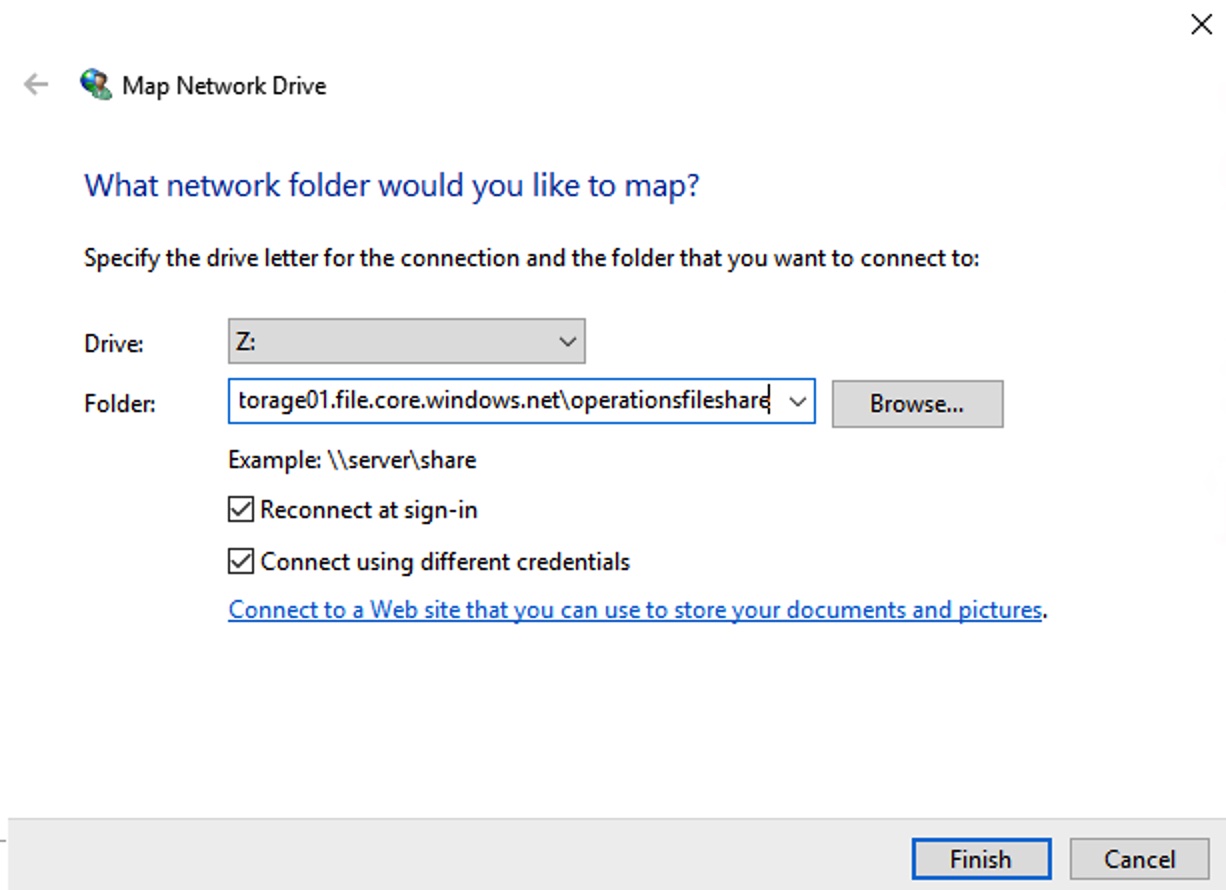 Map Network Drive
What network folder would you like to map?
Specify the drive letter for the connection and the folder that you want to connect to:
Drive: Z:
Folder: torage01.file.core.windows.net\operationsfileshare Browse...
Example: \\server\share
Reconnect at sign-in
Connect using different credentials
Connect to a Web site that you can use to store your documents and pictures.
Finish Cancel